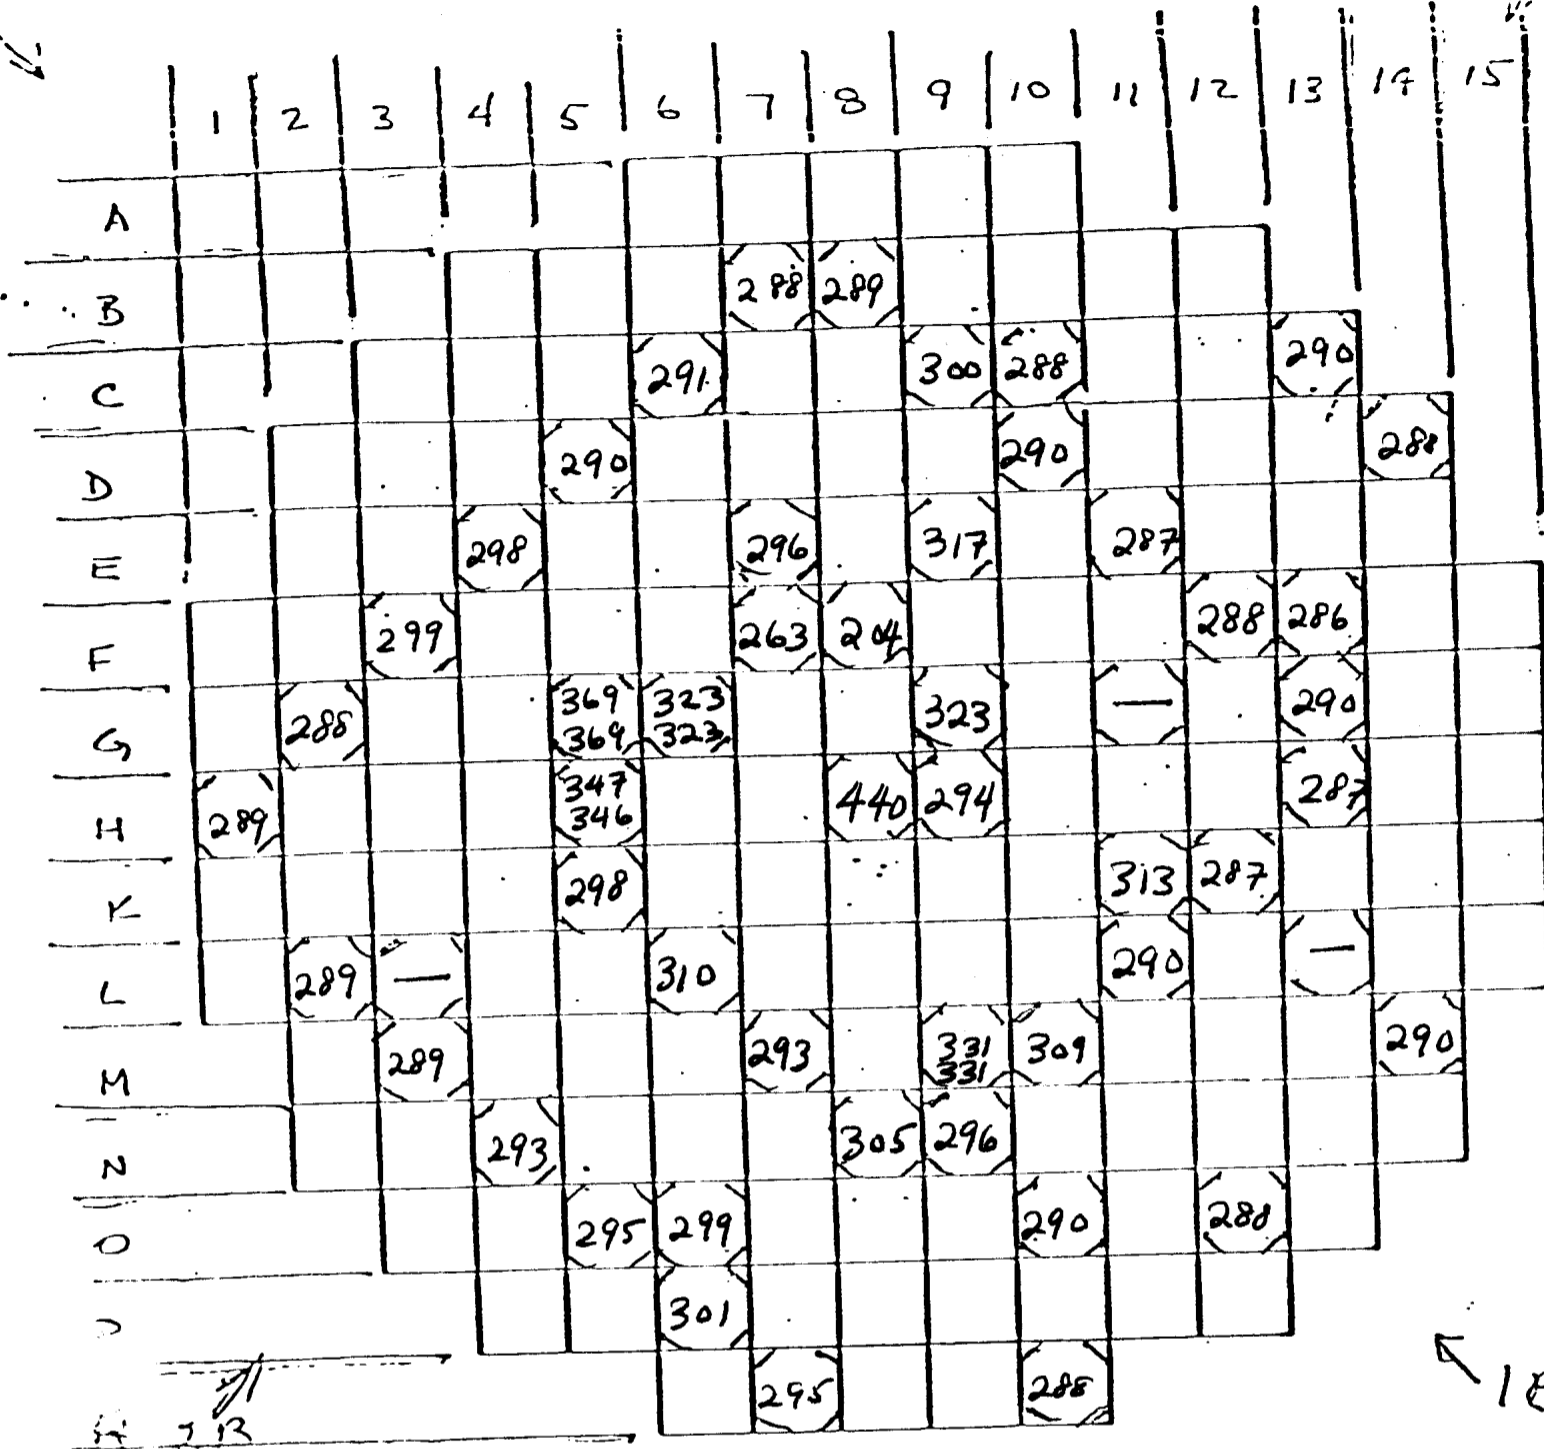 1 2 3 4 5 6 7 8 9 10 11 12 13 14 15
A
B 288 289
C 291 300 288 290
D 290 290 288
E 298 296 317 287
F 299 263 204 288 286
G 288 369 323 323 — 290
369 323
H 289 347 440 294 287
346
K 298 313 287
L 289 — 310 290 —
M 289 293 331 309 290
331
N 293 305 296
O 295 299 290 288
301
295 288